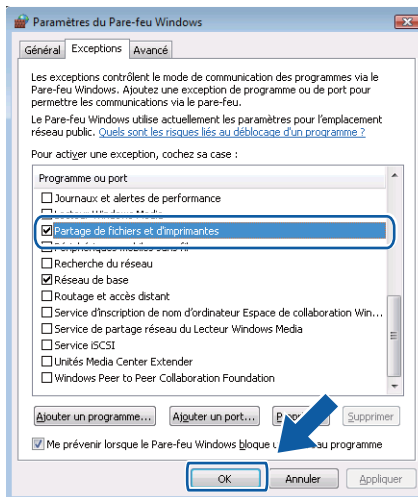 Paramètres du Pare-feu Windows
Général Exceptions Avancé
Les exceptions contrôlent le mode de communication des programmes via le
Pare-feu Windows. Ajoutez une exception de programme ou de port pour
permettre les communications via le pare-feu.
Le Pare-feu Windows utilise actuellement les paramètres pour l'emplacement
réseau public. Quels sont les risques liés au déblocage d'un programme ?
Pour activer une exception, cochez sa case :
Programme ou port
Journaux et alertes de performance
Lecteur Windows Media
Partage de fichiers et d'imprimantes
Périphériques mobiles sans fil
Recherche du réseau
Réseau de base
Routage et accès distant
Service d'inscription de nom d'ordinateur Espace de collaboration Win...
Service de partage réseau du Lecteur Windows Media
Service iSCSI
Unités Media Center Extender
Windows Peer to Peer Collaboration Foundation
Ajouter un programme... Ajouter un port... Supprimer
Me prévenir lorsque le Pare-feu Windows bloque programme
OK Annuler Appliquer